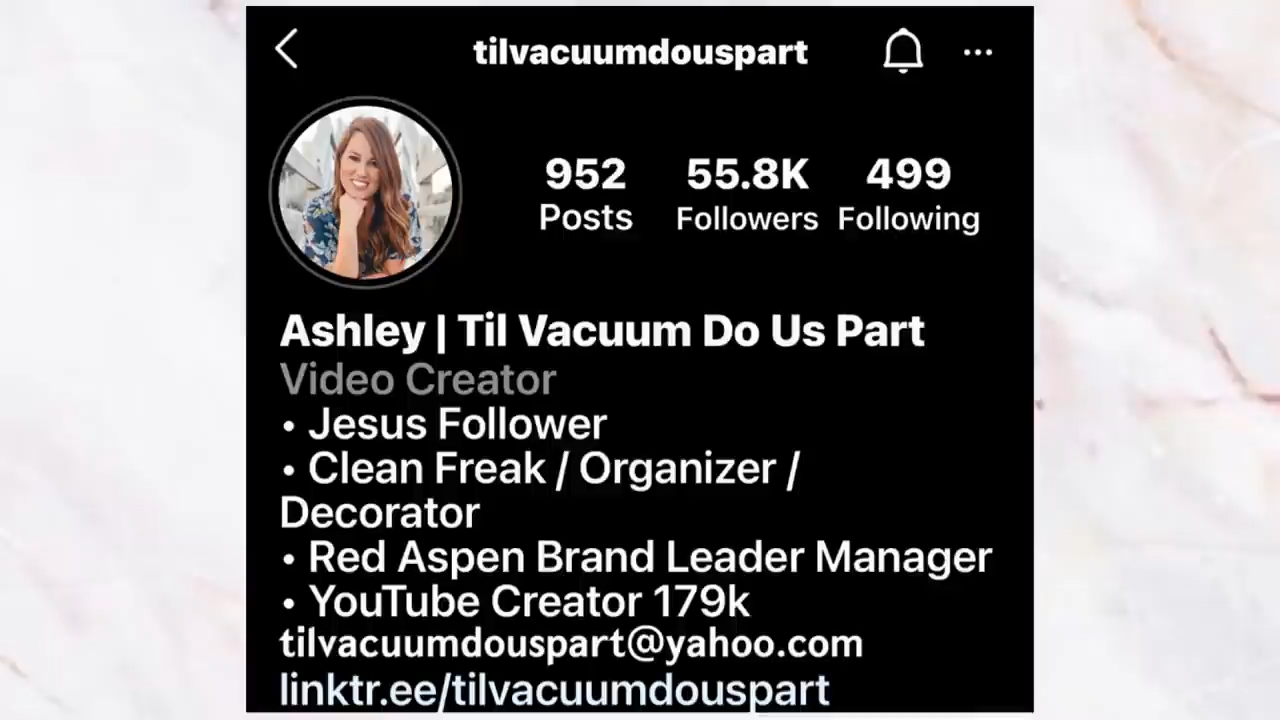 tilvacuumdouspart
952 55.8K 499
Posts Followers Following
Ashley | Til Vacuum Do Us Part
Video Creator
• Jesus Follower
• Clean Freak / Organizer /
Decorator
• Red Aspen Brand Leader Manager
• YouTube Creator 179k
tilvacuumdouspart@yahoo.com
linktr.ee/tilvacuumdouspart